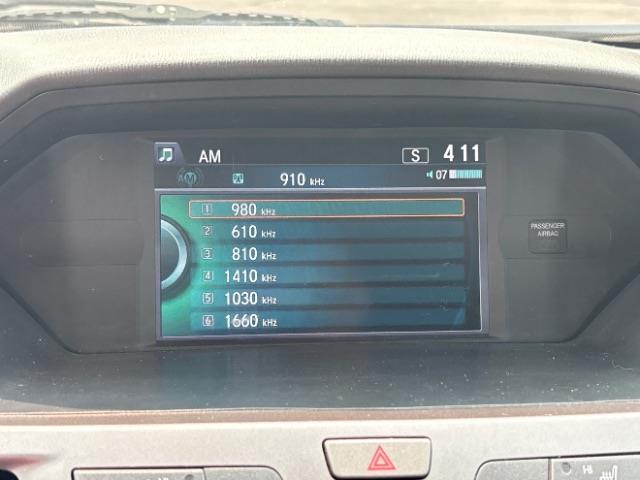 AM S 411
910 kHz 07
1 980 kHz
2 610 kHz
3 810 kHz
4 1410 kHz
5 1030 kHz
6 1660 kHz
PASSENGER
AIRBAG